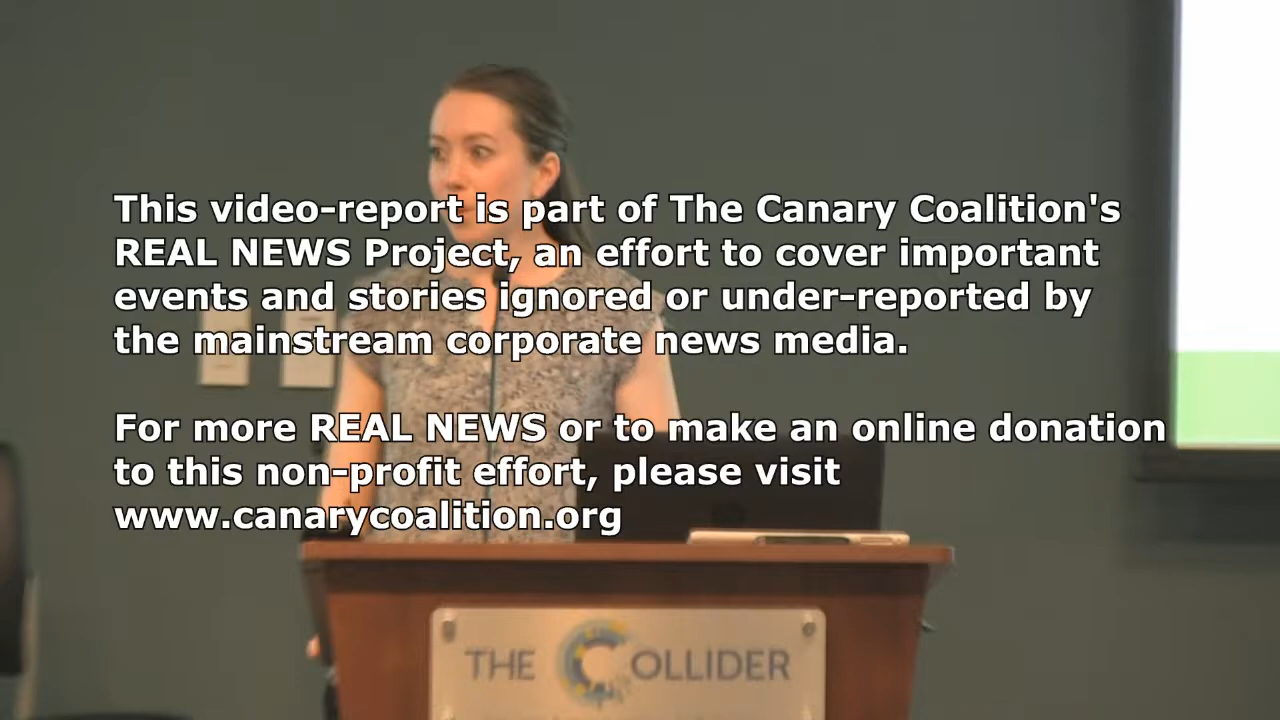 This video-report is part of The Canary Coalition's
REAL NEWS Project, an effort to cover important
events and stories ignored or under-reported by
the mainstream corporate news media.
For more REAL NEWS or to make an online donation
to this non-profit effort, please visit
www.canarycoalition.org
THE COLLIDER